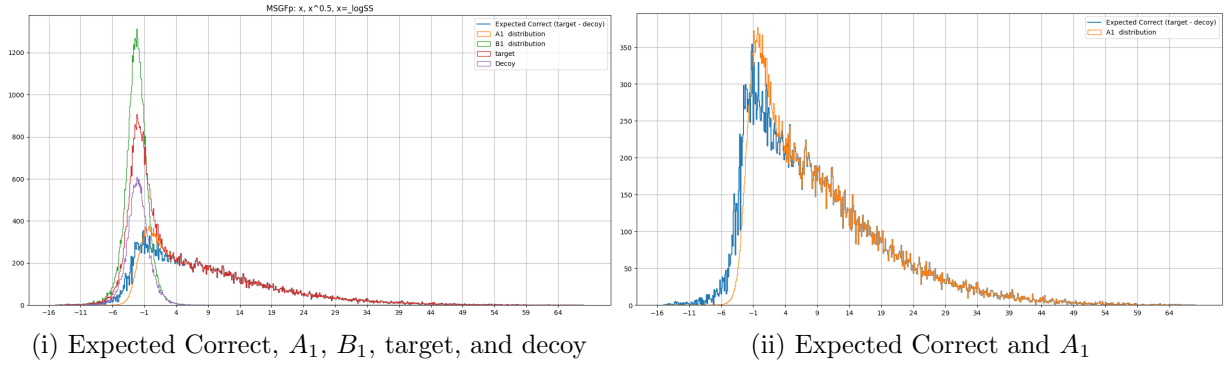 MSGFp: x, x^0.5, x=_logSS
Expected Correct (target - decoy)
A1 distribution
B1 distribution
target
Decoy
1200
1000
800
600
400
200
0
−16 −11 −6 −1 4 9 14 19 24 29 34 39 44 49 54 59 64
(i) Expected Correct, A₁, B₁, target, and decoy
Expected Correct (target - decoy)
A1 distribution
350
300
250
200
150
100
50
0
−16 −11 −6 −1 4 9 14 19 24 29 34 39 44 49 54 59 64
(ii) Expected Correct and A₁